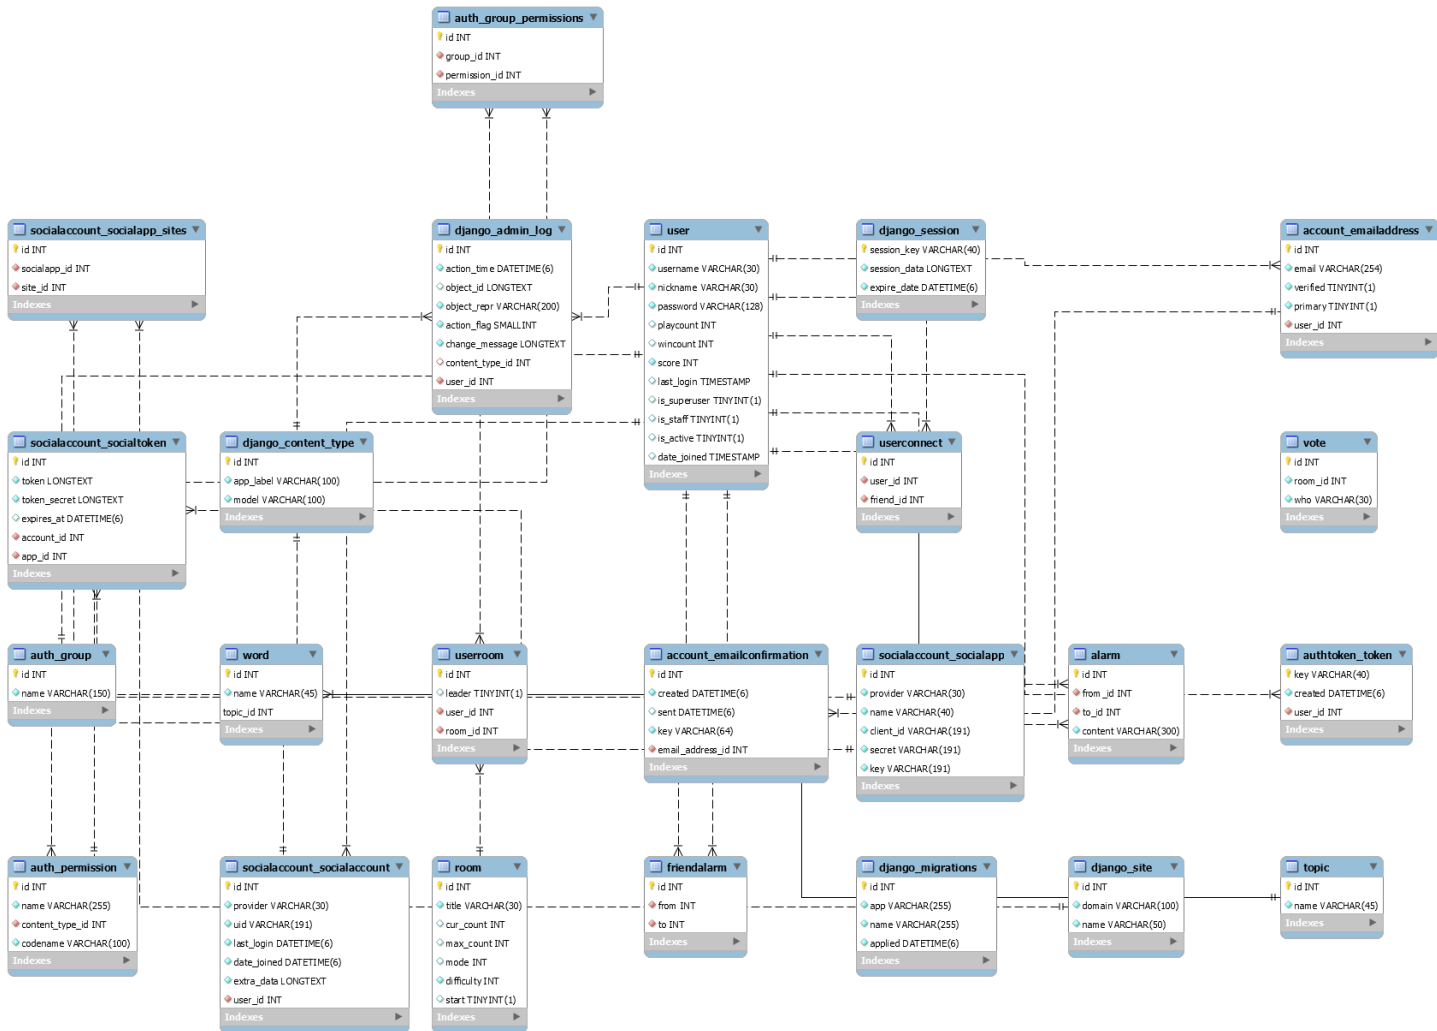 auth_group_permissions
id INT
group_id INT
permission_id INT
Indexes
socialaccount_socialapp_sites
id INT
socialapp_id INT
site_id INT
Indexes
django_admin_log
id INT
action_time DATETIME(6)
object_id LONGTEXT
object_repr VARCHAR(200)
action_flag SMALLINT
change_message LONGTEXT
content_type_id INT
user_id INT
Indexes
user
id INT
username VARCHAR(30)
nickname VARCHAR(30)
password VARCHAR(128)
playcount INT
wincount INT
score INT
last_login TIMESTAMP
is_superuser TINYINT(1)
is_staff TINYINT(1)
is_active TINYINT(1)
date_joined TIMESTAMP
Indexes
django_session
session_key VARCHAR(40)
session_data LONGTEXT
expire_date DATETIME(6)
Indexes
account_emailaddress
id INT
email VARCHAR(254)
verified TINYINT(1)
primary TINYINT(1)
user_id INT
Indexes
socialaccount_socialtoken
id INT
token LONGTEXT
token_secret LONGTEXT
expires_at DATETIME(6)
account_id INT
app_id INT
Indexes
django_content_type
id INT
app_label VARCHAR(100)
model VARCHAR(100)
Indexes
userconnect
id INT
user_id INT
friend_id INT
Indexes
vote
id INT
room_id INT
who VARCHAR(30)
Indexes
auth_group
id INT
name VARCHAR(150)
Indexes
word
id INT
name VARCHAR(45)
topic_id INT
Indexes
userroom
id INT
leader TINYINT(1)
user_id INT
room_id INT
Indexes
account_emailconfirmation
id INT
created DATETIME(6)
sent DATETIME(6)
key VARCHAR(64)
email_address_id INT
Indexes
socialaccount_socialapp
id INT
provider VARCHAR(30)
name VARCHAR(40)
client_id VARCHAR(191)
secret VARCHAR(191)
key VARCHAR(191)
Indexes
alarm
id INT
from_id INT
to_id INT
content VARCHAR(300)
Indexes
authtoken_token
key VARCHAR(40)
created DATETIME(6)
user_id INT
Indexes
auth_permission
id INT
name VARCHAR(255)
content_type_id INT
codename VARCHAR(100)
Indexes
socialaccount_socialaccount
id INT
provider VARCHAR(30)
uid VARCHAR(191)
last_login DATETIME(6)
date_joined DATETIME(6)
extra_data LONGTEXT
user_id INT
Indexes
room
id INT
title VARCHAR(30)
cur_count INT
max_count INT
mode INT
difficulty INT
start TINYINT(1)
Indexes
friendalarm
id INT
from INT
to INT
Indexes
django_migrations
id INT
app VARCHAR(255)
name VARCHAR(255)
applied DATETIME(6)
Indexes
django_site
id INT
domain VARCHAR(100)
name VARCHAR(50)
Indexes
topic
id INT
name VARCHAR(45)
Indexes